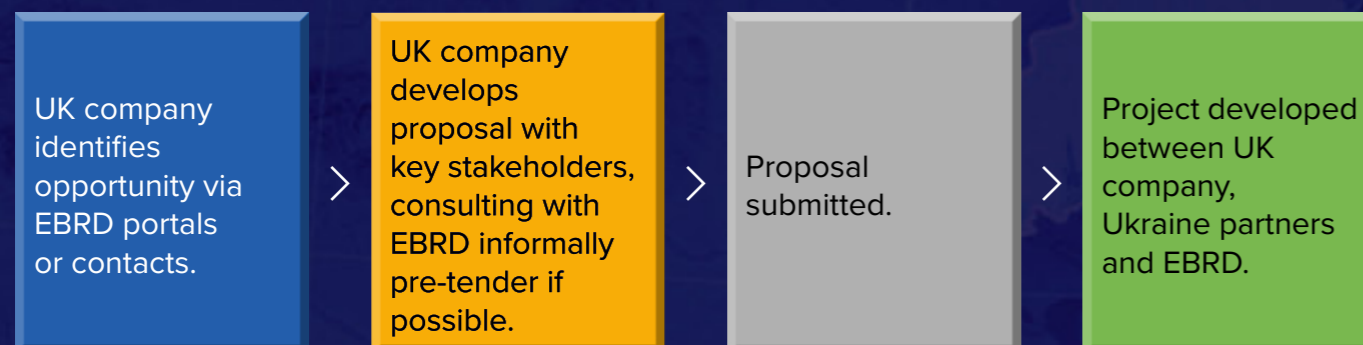 UK company
identifies
opportunity via
EBRD portals
or contacts.
UK company
develops
proposal with
key stakeholders,
consulting with
EBRD informally
pre-tender if
possible.
Proposal
submitted.
Project developed
between UK
company,
Ukraine partners
and EBRD.